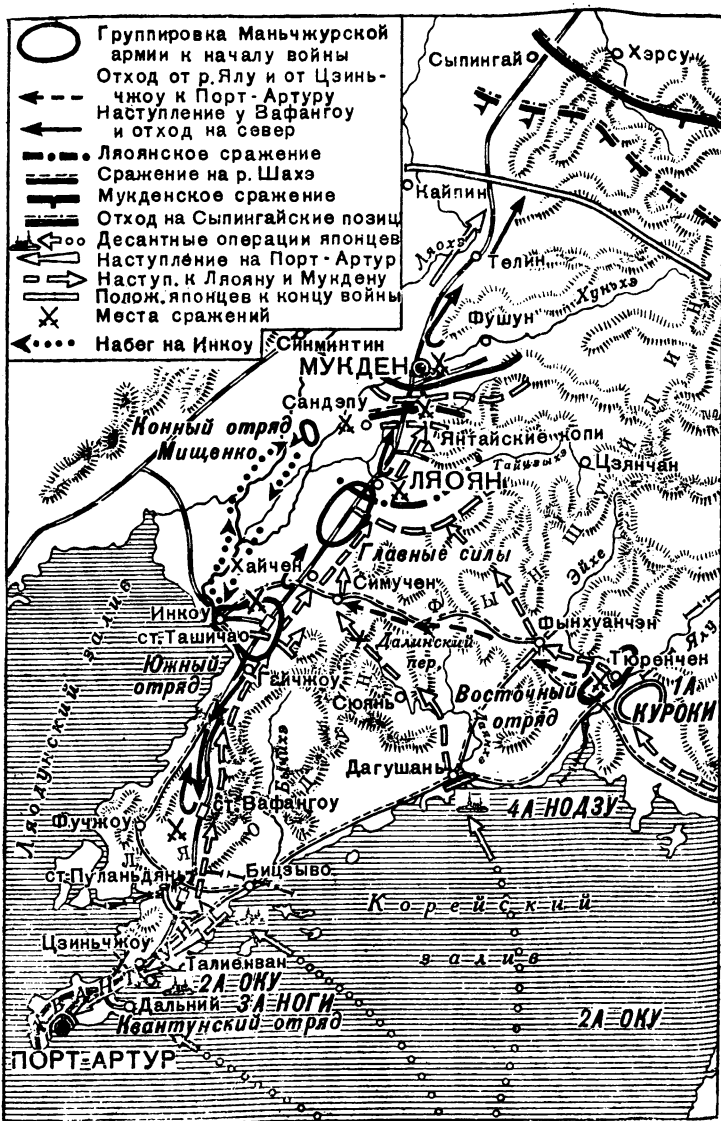 Группировка Маньчжурской
армии к началу войны
Отход от р. Ялу и от Цзинь-
чжоу к Порт-Артуру
Наступление у Вафангоу
и отход на север
Ляоянское сражение
Сражение на р. Шахэ
Мукденское сражение
Отход на Сыпингайские позиц
Десантные операции японцев
Наступление на Порт-Артур
Наступ. к Ляояну и Мукдену
Полож. японцев к концу войны
Места сражений
Набег на Инкоу
Сыпингай
Хэрсу
Кайпин
Ляохэ
Телин
Хуньхэ
Фушун
Синминтин
МУКДЕН
Сандэпу
Конный отряд
Мищенко
Янтайские копи
Тайцзыхэ
Цзянчан
ЛЯОЯН
Главные силы
Хайчен
Симучен
Эйхе
Инкоу
ст. Ташичао
Фынхуанчэн
Ялу
Далинский
пер.
Тюренчен
Южный
отряд
Гайчжоу
Сюянь
Восточный
отряд
1А
КУРОКИ
Ляодунский залив
Дагушань
ст. Вафангоу
4А НОДЗУ
Фучжоу
ст. Пуландянь
Бицзыво
Корейский
залив
Цзиньчжоу
Талиенван
2А ОКУ
Дальний
3А НОГИ
Квантунский отряд
2А ОКУ
ПОРТ-АРТУР